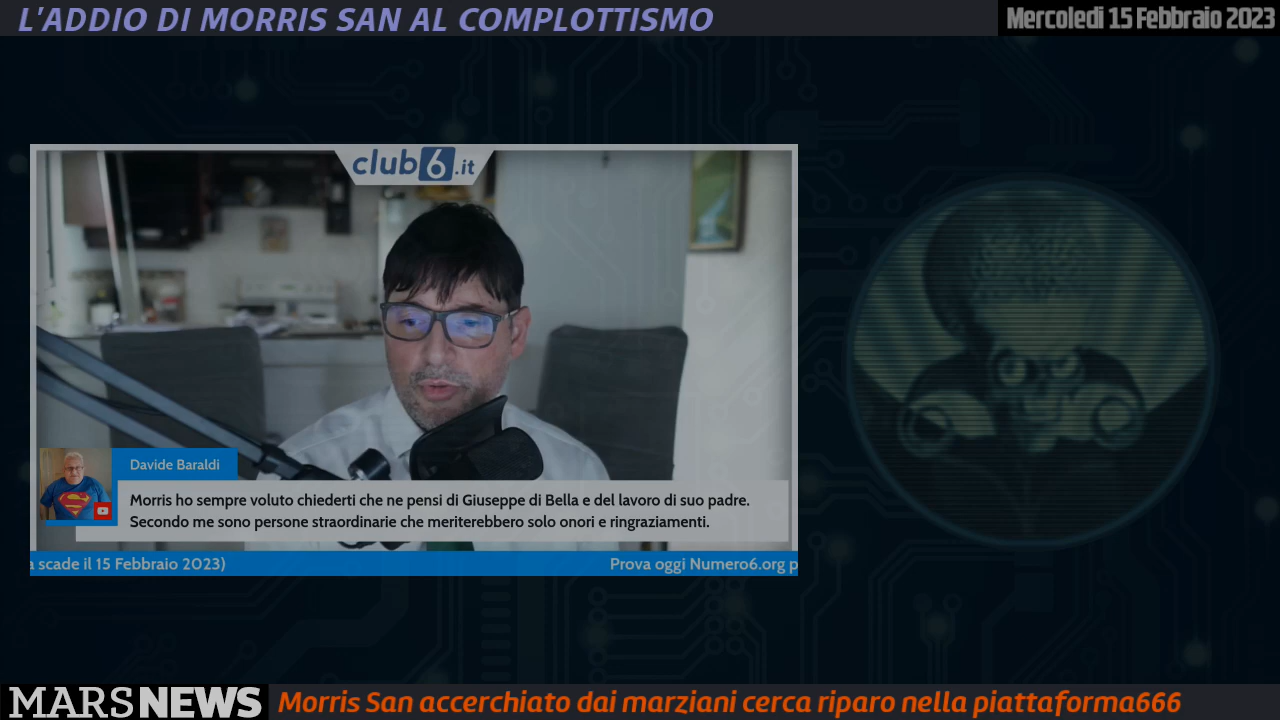 L'ADDIO DI MORRIS SAN AL COMPLOTTISMO
Mercoledi 15 Febbraio 2023
club6.it
Davide Baraldi
Morris ho sempre voluto chiederti che ne pensi di Giuseppe di Bella e del lavoro di suo padre.
Secondo me sono persone straordinarie che meriterebbero solo onori e ringraziamenti.
a scade il 15 Febbraio 2023)
Prova oggi Numero6.org p
MARSNEWS
Morris San accerchiato dai marziani cerca riparo nella piattaforma666